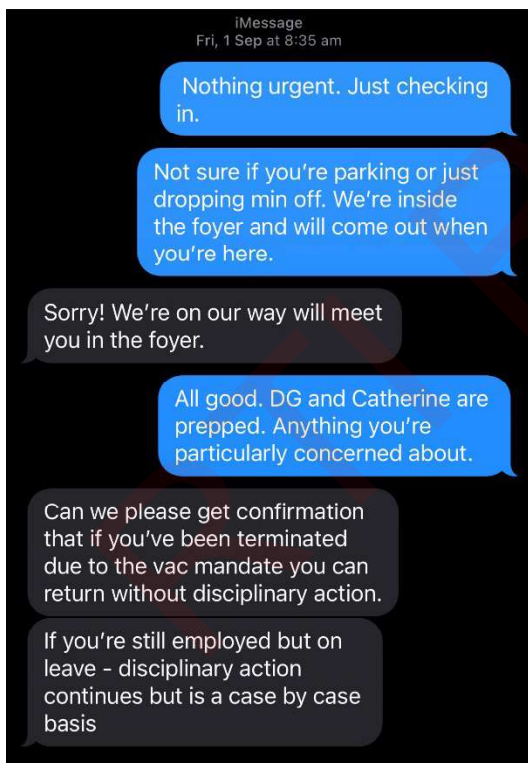 iMessage
Fri, 1 Sep at 8:35 am
Nothing urgent. Just checking
in.
Not sure if you're parking or just
dropping min off. We're inside
the foyer and will come out when
you're here.
Sorry! We're on our way will meet
you in the foyer.
All good. DG and Catherine are
prepped. Anything you're
particularly concerned about.
Can we please get confirmation
that if you've been terminated
due to the vac mandate you can
return without disciplinary action.
If you're still employed but on
leave - disciplinary action
continues but is a case by case
basis